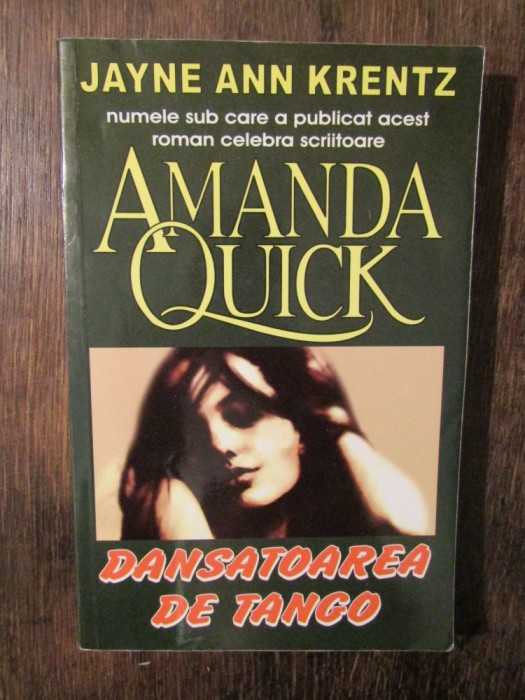 JAYNE ANN KRENTZ
numele sub care a publicat acest
roman celebra scriitoare
AMANDA
QUICK
DANSATOAREA
DE TANGO